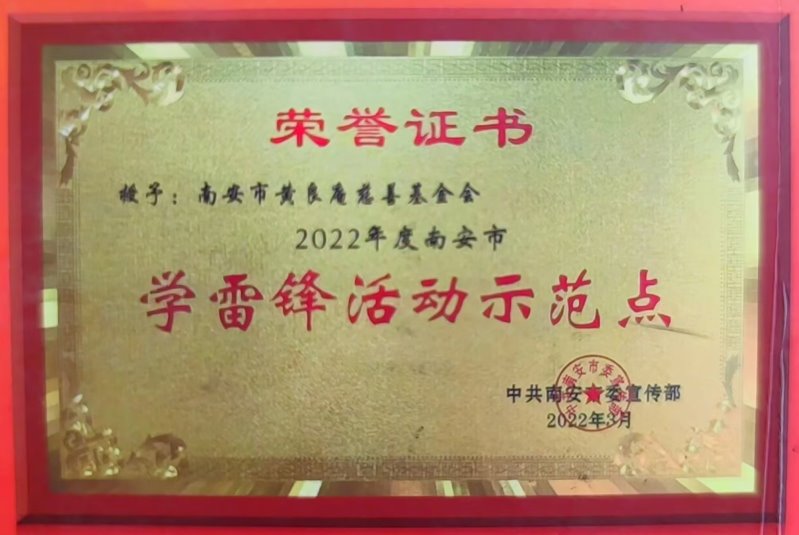 荣誉证书
授予：南安市黄良庵慈善基金会
2022年度南安市
学雷锋活动示范点
中共南安市委宣传部
2022年3月